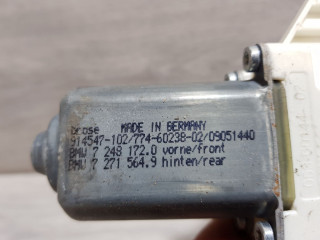 brose MADE IN GERMANY
914547-102/774-60238-02/09051440
BMW 7 248 172.0 vorne/front
BMW 7 271 564.9 hinten/rear